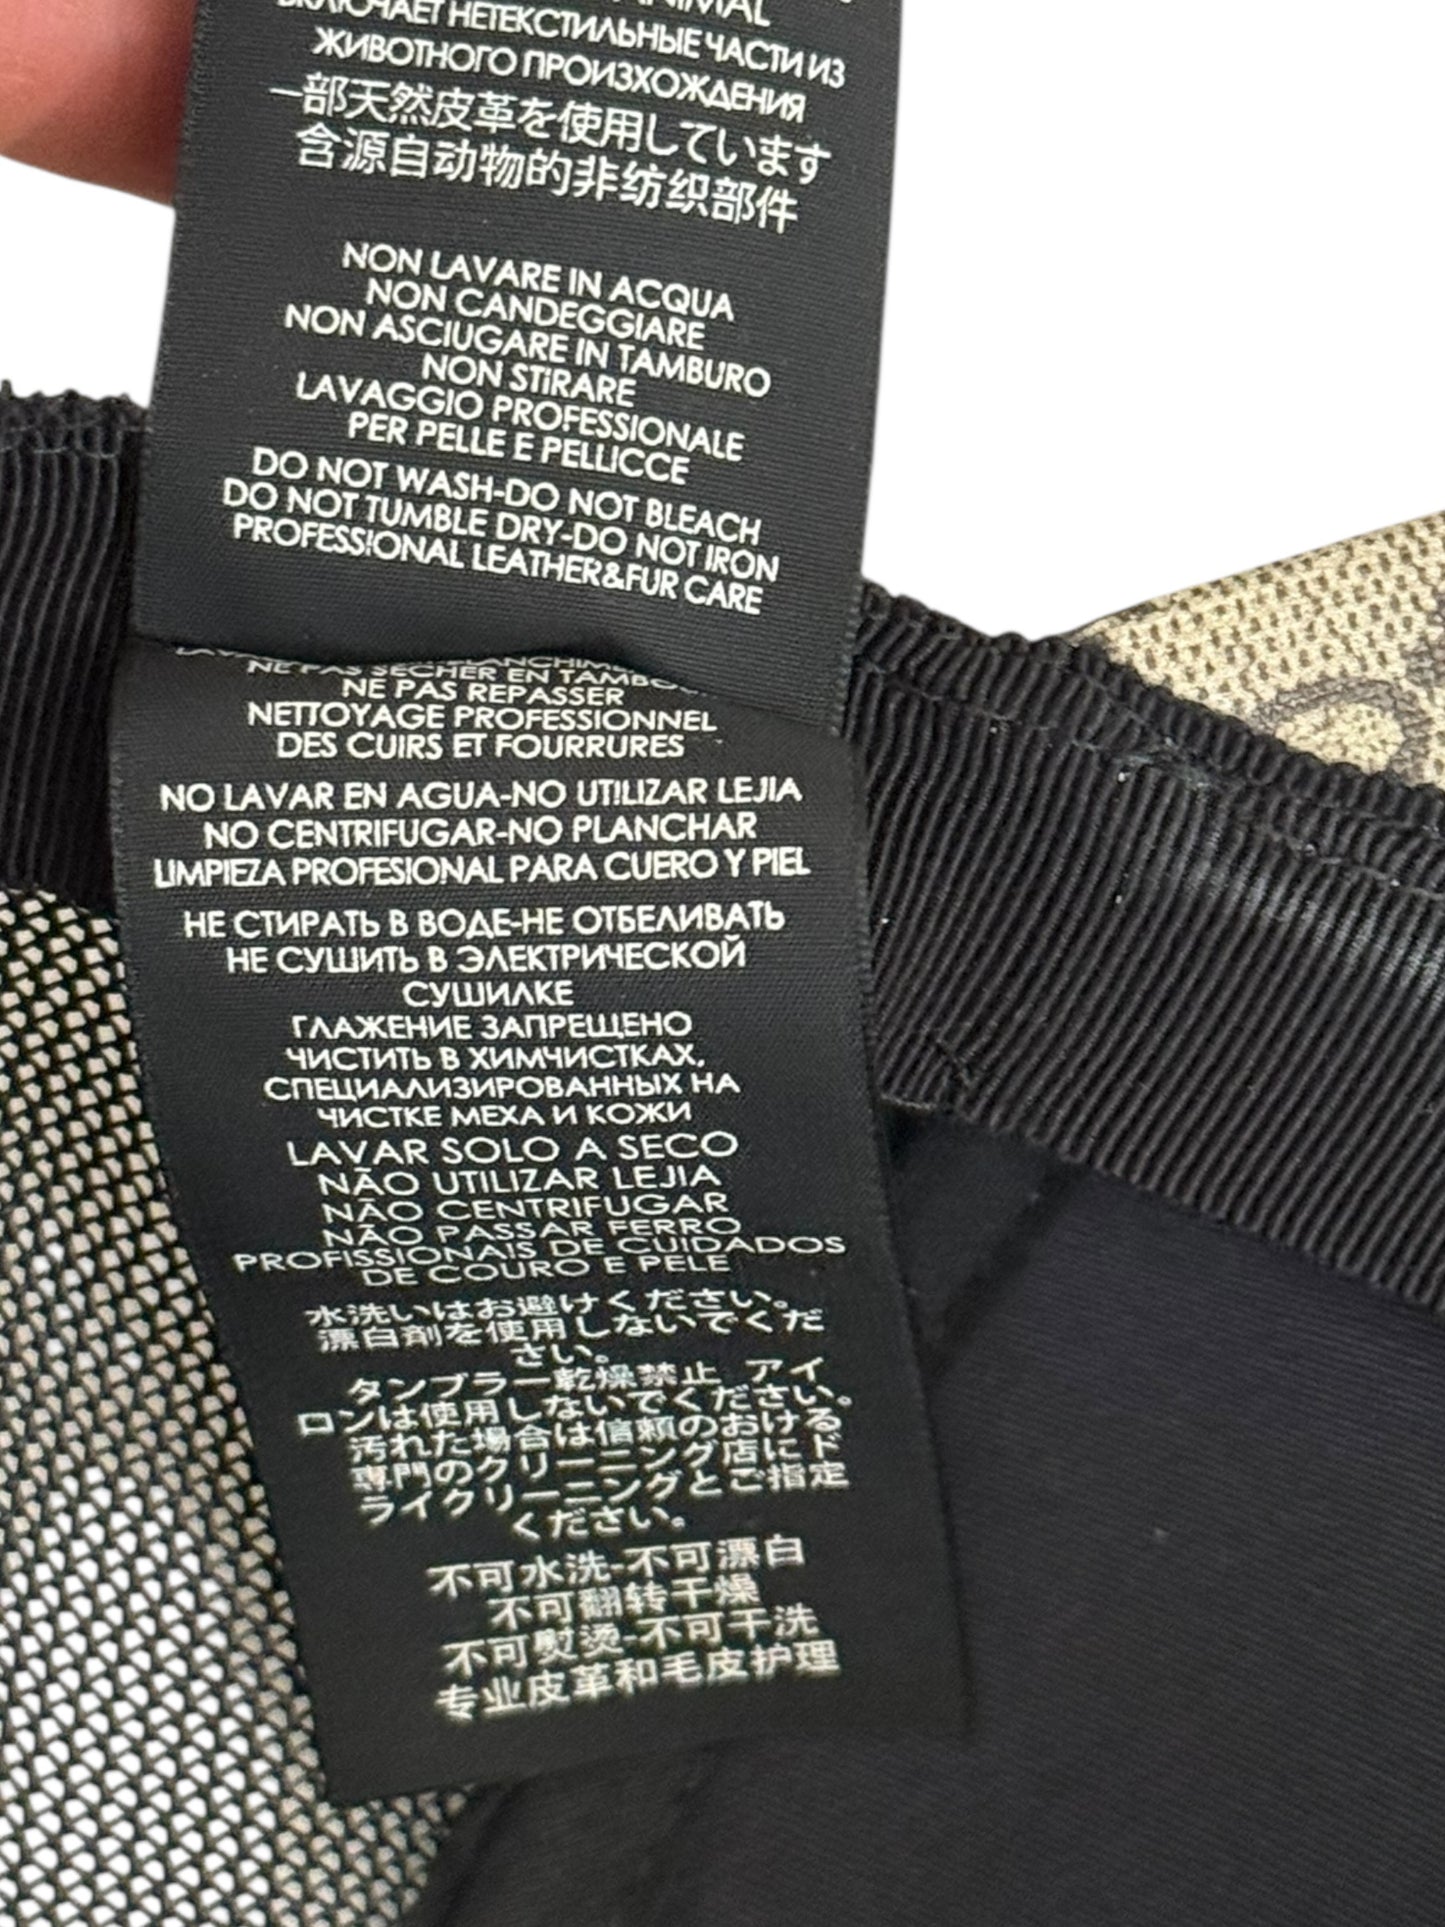 ANIMAL
ВКЛЮЧАЕТ НЕТЕКСТИЛЬНЫЕ ЧАСТИ ИЗ
ЖИВОТНОГО ПРОИЗХОЖДЕНИЯ
一部天然皮革を使用しています
含源自动物的非纺织部件
NON LAVARE IN ACQUA
NON CANDEGGIARE
NON ASCIUGARE IN TAMBURO
NON STIRARE
LAVAGGIO PROFESSIONALE
PER PELLE E PELLICCE
DO NOT WASH-DO NOT BLEACH
DO NOT TUMBLE DRY-DO NOT IRON
PROFESSIONAL LEATHER&FUR CARE
NE PAS SECHER EN
NE PAS REPASSER
NETTOYAGE PROFESSIONNEL
DES CUIRS ET FOURRURES
NO LAVAR EN AGUA-NO UTILIZAR LEJIA
NO CENTRIFUGAR-NO PLANCHAR
LIMPIEZA PROFESIONAL PARA CUERO Y PIEL
НЕ СТИРАТЬ В ВОДЕ-НЕ ОТБЕЛИВАТЬ
НЕ СУШИТЬ В ЭЛЕКТРИЧЕСКОЙ
СУШИЛКЕ
ГЛАЖЕНИЕ ЗАПРЕЩЕНО
ЧИСТИТЬ В ХИМЧИСТКАХ,
СПЕЦИАЛИЗИРОВАННЫХ НА
ЧИСТКЕ МЕХА И КОЖИ
LAVAR SOLO A SECO
NÃO UTILIZAR LEJIA
NÃO CENTRIFUGAR
NÃO PASSAR FERRO
PROFISSIONAIS DE CUIDADOS
DE COURO E PELE
水洗いはお避けください。
漂白剤を使用しないでくだ
さい。
タンブラー乾燥禁止 アイ
ロンは使用しないでください。
汚れた場合は信頼のおける
専門のクリーニング店にド
ライクリーニングとご指定
ください。
不可水洗-不可漂白
不可翻转干燥
不可熨烫-不可干洗
专业皮革和毛皮护理